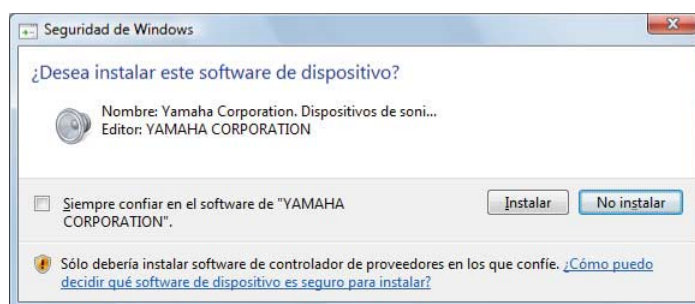 Seguridad de Windows
¿Desea instalar este software de dispositivo?
Nombre: Yamaha Corporation. Dispositivos de soni...
Editor: YAMAHA CORPORATION
Siempre confiar en el software de "YAMAHA
CORPORATION".
Instalar
No instalar
Sólo debería instalar software de controlador de proveedores en los que confíe. ¿Cómo puedo
decidir qué software de dispositivo es seguro para instalar?